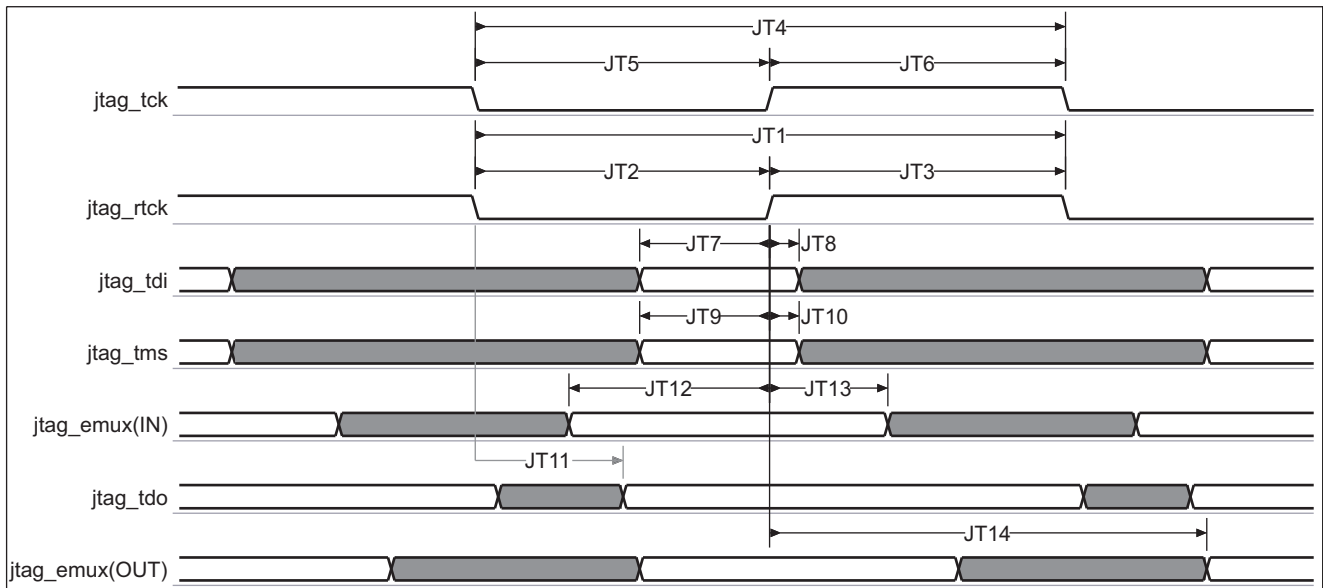 JT4
JT5 JT6
jtag_tck
JT1
JT2 JT3
jtag_rtck
JT7 JT8
jtag_tdi
JT9 JT10
jtag_tms
JT12 JT13
jtag_emux(IN)
JT11
jtag_tdo
JT14
jtag_emux(OUT)